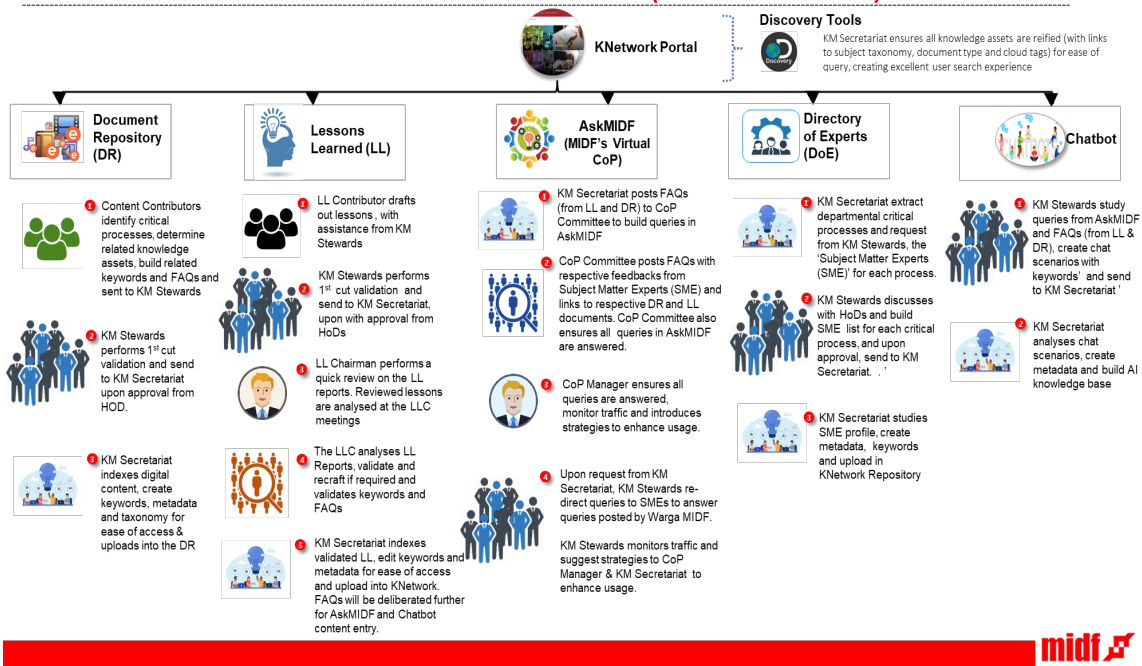 KNetwork Portal
Discovery Tools
Discovery
KM Secretariat ensures all knowledge assets are reified (with links
to subject taxonomy, document type and cloud tags) for ease of
query, creating excellent user search experience
Document
Repository
(DR)
1 Content Contributors
identify critical
processes, determine
related knowledge
assets, build related
keywords and FAQs and
sent to KM Stewards
2 KM Stewards
performs 1st cut
validation and send
to KM Secretariat
upon approval from
HOD.
3 KM Secretariat
indexes digital
content, create
keywords, metadata
and taxonomy for
ease of access &
uploads into the DR
Lessons
Learned (LL)
1 LL Contributor drafts
out lessons , with
assistance from KM
Stewards
2 KM Stewards performs
1st cut validation and
send to KM Secretariat,
upon with approval from
HoDs
3 LL Chairman performs a
quick review on the LL
reports. Reviewed lessons
are analysed at the LLC
meetings
4 The LLC analyses LL
Reports, validate and
recraft if required and
validates keywords and
FAQs
5 KM Secretariat indexes
validated LL, edit keywords and
metadata for ease of access
and upload into KNetwork.
FAQs will be deliberated further
for AskMIDF and Chatbot
content entry.
AskMIDF
(MIDF's Virtual
CoP)
1 KM Secretariat posts FAQs
(from LL and DR) to CoP
Committee to build queries in
AskMIDF
2 CoP Committee posts FAQs with
respective feedbacks from
Subject Matter Experts (SME) and
links to respective DR and LL
documents. CoP Committee also
ensures all queries in AskMIDF
are answered.
3 CoP Manager ensures all
queries are answered,
monitor traffic and introduces
strategies to enhance usage.
4 Upon request from KM
Secretariat, KM Stewards re-
direct queries to SMEs to answer
queries posted by Warga MIDF.
KM Stewards monitors traffic and
suggest strategies to CoP
Manager & KM Secretariat to
enhance usage.
Directory
of Experts
(DoE)
1 KM Secretariat extract
departmental critical
processes and request
from KM Stewards, the
'Subject Matter Experts
(SME)' for each process.
2 KM Stewards discusses
with HoDs and build
SME list for each critical
process, and upon
approval, send to KM
Secretariat. . '
3 KM Secretariat studies
SME profile, create
metadata, keywords
and upload in
KNetwork Repository
Chatbot
1 KM Stewards study
queries from AskMIDF
and FAQs (from LL &
DR), create chat
scenarios with
keywords' and send
to KM Secretariat '
2 KM Secretariat
analyses chat
scenarios, create
metadata and build AI
knowledge base
midf